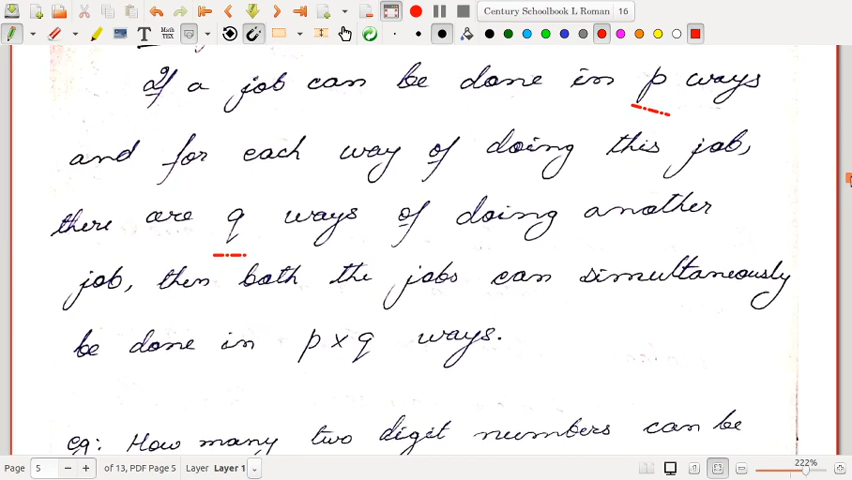 Century Schoolbook L Roman 16
T Math TEX
If a job can be done in p ways
and for each way of doing this job,
there are q ways of doing another
job, then both the jobs can simultaneously
be done in p x q ways.
eg: How many two digit numbers can be
Page 5 of 13, PDF Page 5 Layer Layer 1 222%